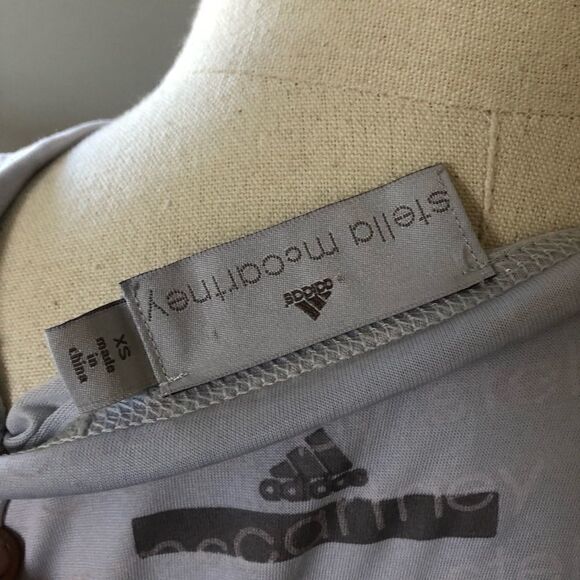 stella mccartney
adidas
XS
made
in
china
adidas
mccartney